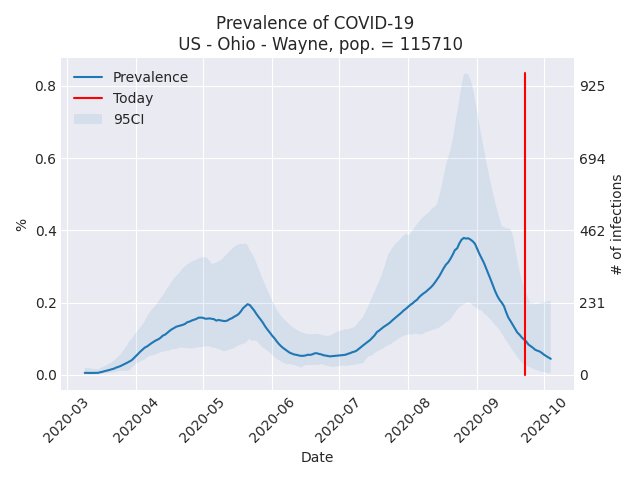 Prevalence of COVID-19
US - Ohio - Wayne, pop. = 115710
Prevalence
Today
95CI
0.8
0.6
0.4
0.2
0.0
%
925
694
462
231
0
# of infections
2020-03
2020-04
2020-05
2020-06
2020-07
2020-08
2020-09
2020-10
Date